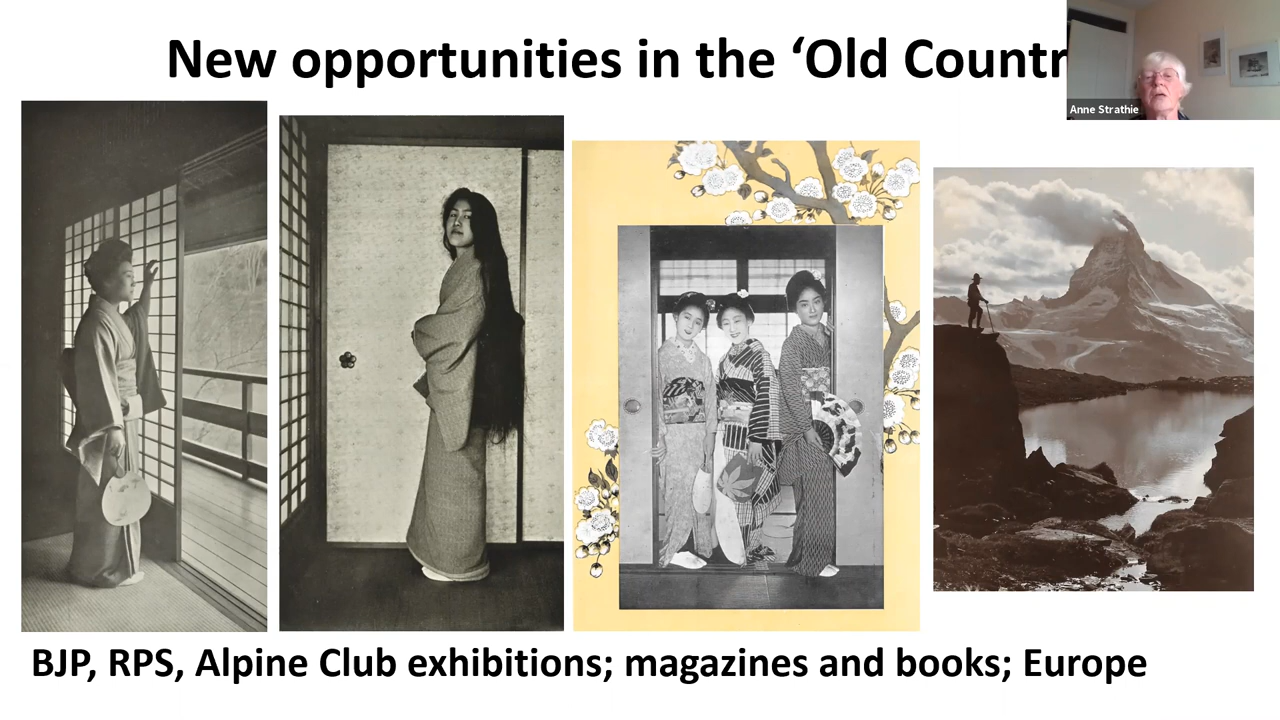 New opportunities in the ‘Old Countr
Anne Strathie
BJP, RPS, Alpine Club exhibitions; magazines and books; Europe